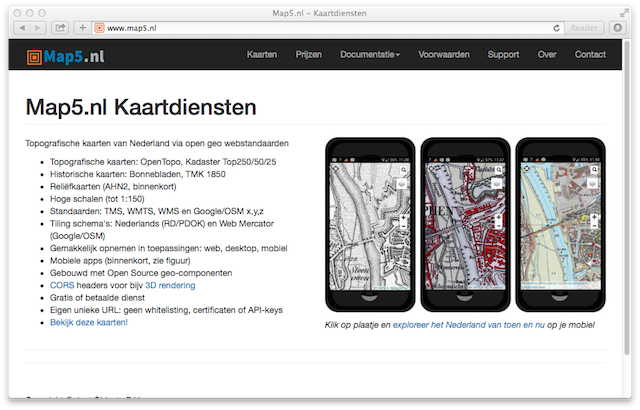 Map5.nl – Kaartdiensten
www.map5.nl
Reader
Map5.nl
Kaarten Prijzen Documentatie Voorwaarden Support Over Contact
Map5.nl Kaartdiensten
Topografische kaarten van Nederland via open geo webstandaarden
Topografische kaarten: OpenTopo, Kadaster Top250/50/25
Historische kaarten: Bonnebladen, TMK 1850
Reliëfkaarten (AHN2, binnenkort)
Hoge schalen (tot 1:150)
Standaarden: TMS, WMTS, WMS en Google/OSM x,y,z
Tiling schema's: Nederlands (RD/PDOK) en Web Mercator
(Google/OSM)
Gemakkelijk opnemen in toepassingen: web, desktop, mobiel
Mobiele apps (binnenkort, zie figuur)
Gebouwd met Open Source geo-componenten
CORS headers voor bijv 3D rendering
Gratis of betaalde dienst
Eigen unieke URL: geen whitelisting, certificaten of API-keys
Bekijk deze kaarten!
Klik op plaatje en exploreer het Nederland van toen en nu op je mobiel